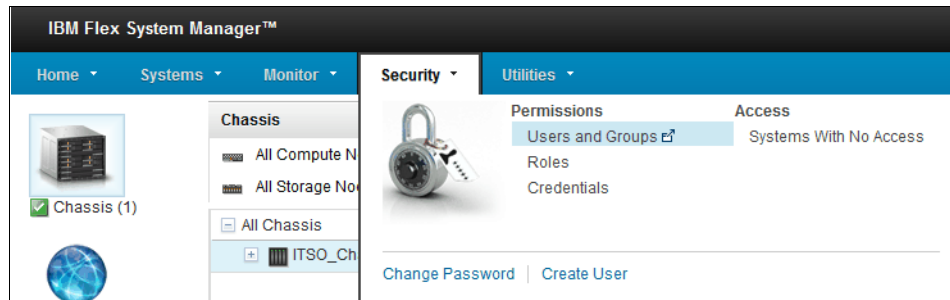 IBM Flex System Manager™
Home Systems Monitor Security Utilities
Chassis (1)
Chassis
All Compute N
All Storage No
All Chassis
ITSO_Ch
Permissions
Users and Groups
Roles
Credentials
Access
Systems With No Access
Change Password | Create User